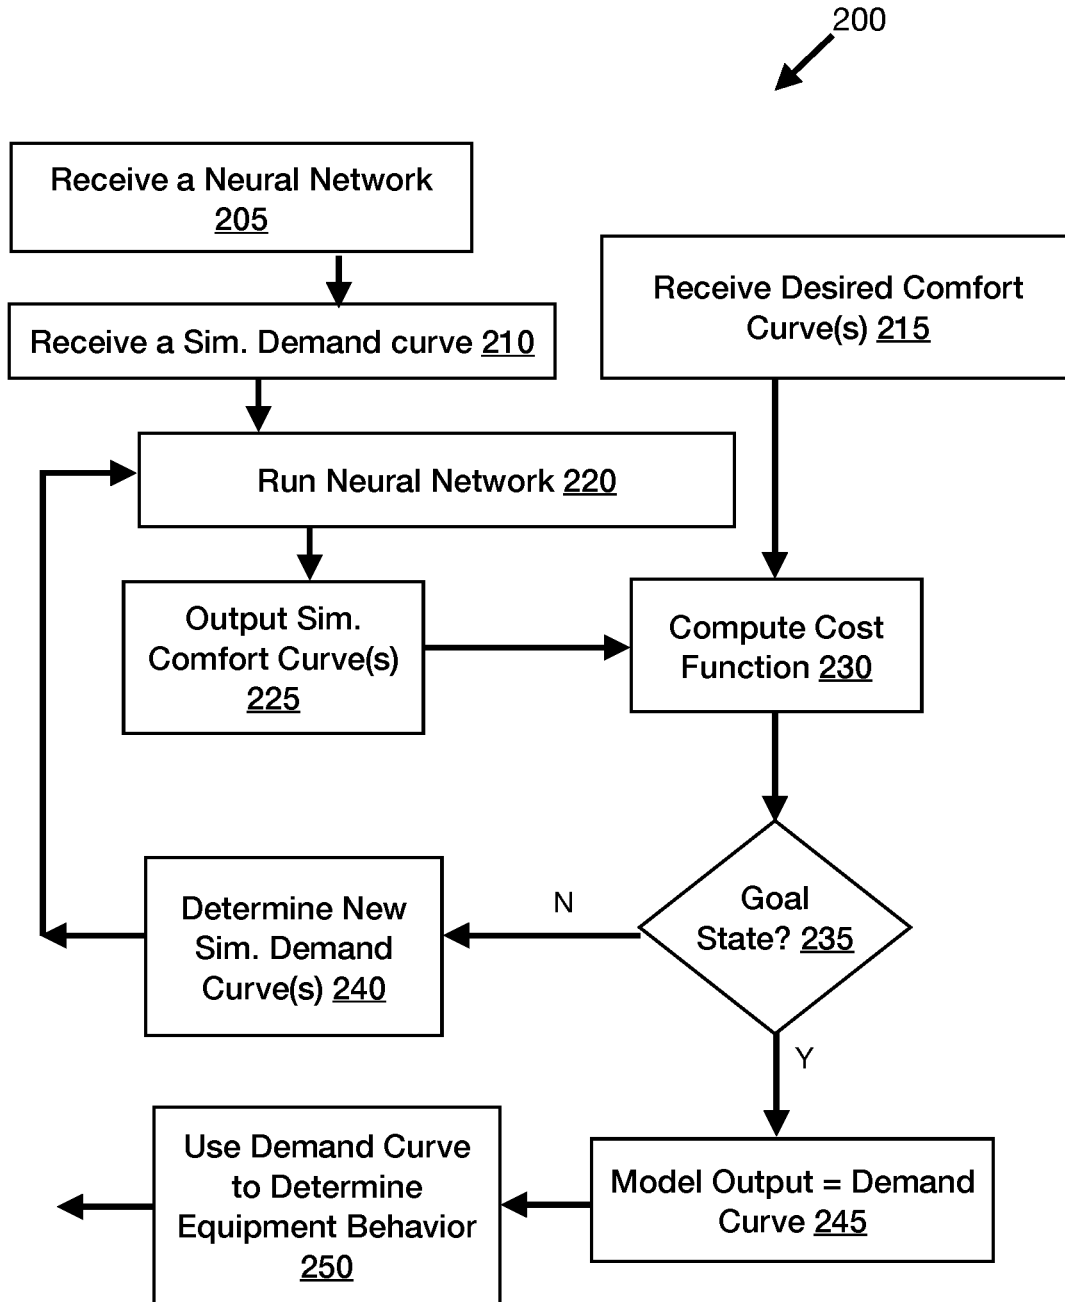 200
Receive a Neural Network
205
Receive Desired Comfort
Curve(s) 215
Receive a Sim. Demand curve 210
Run Neural Network 220
Output Sim.
Comfort Curve(s)
225
Compute Cost
Function 230
Goal
State? 235
N
Determine New
Sim. Demand
Curve(s) 240
Y
Model Output = Demand
Curve 245
Use Demand Curve
to Determine
Equipment Behavior
250